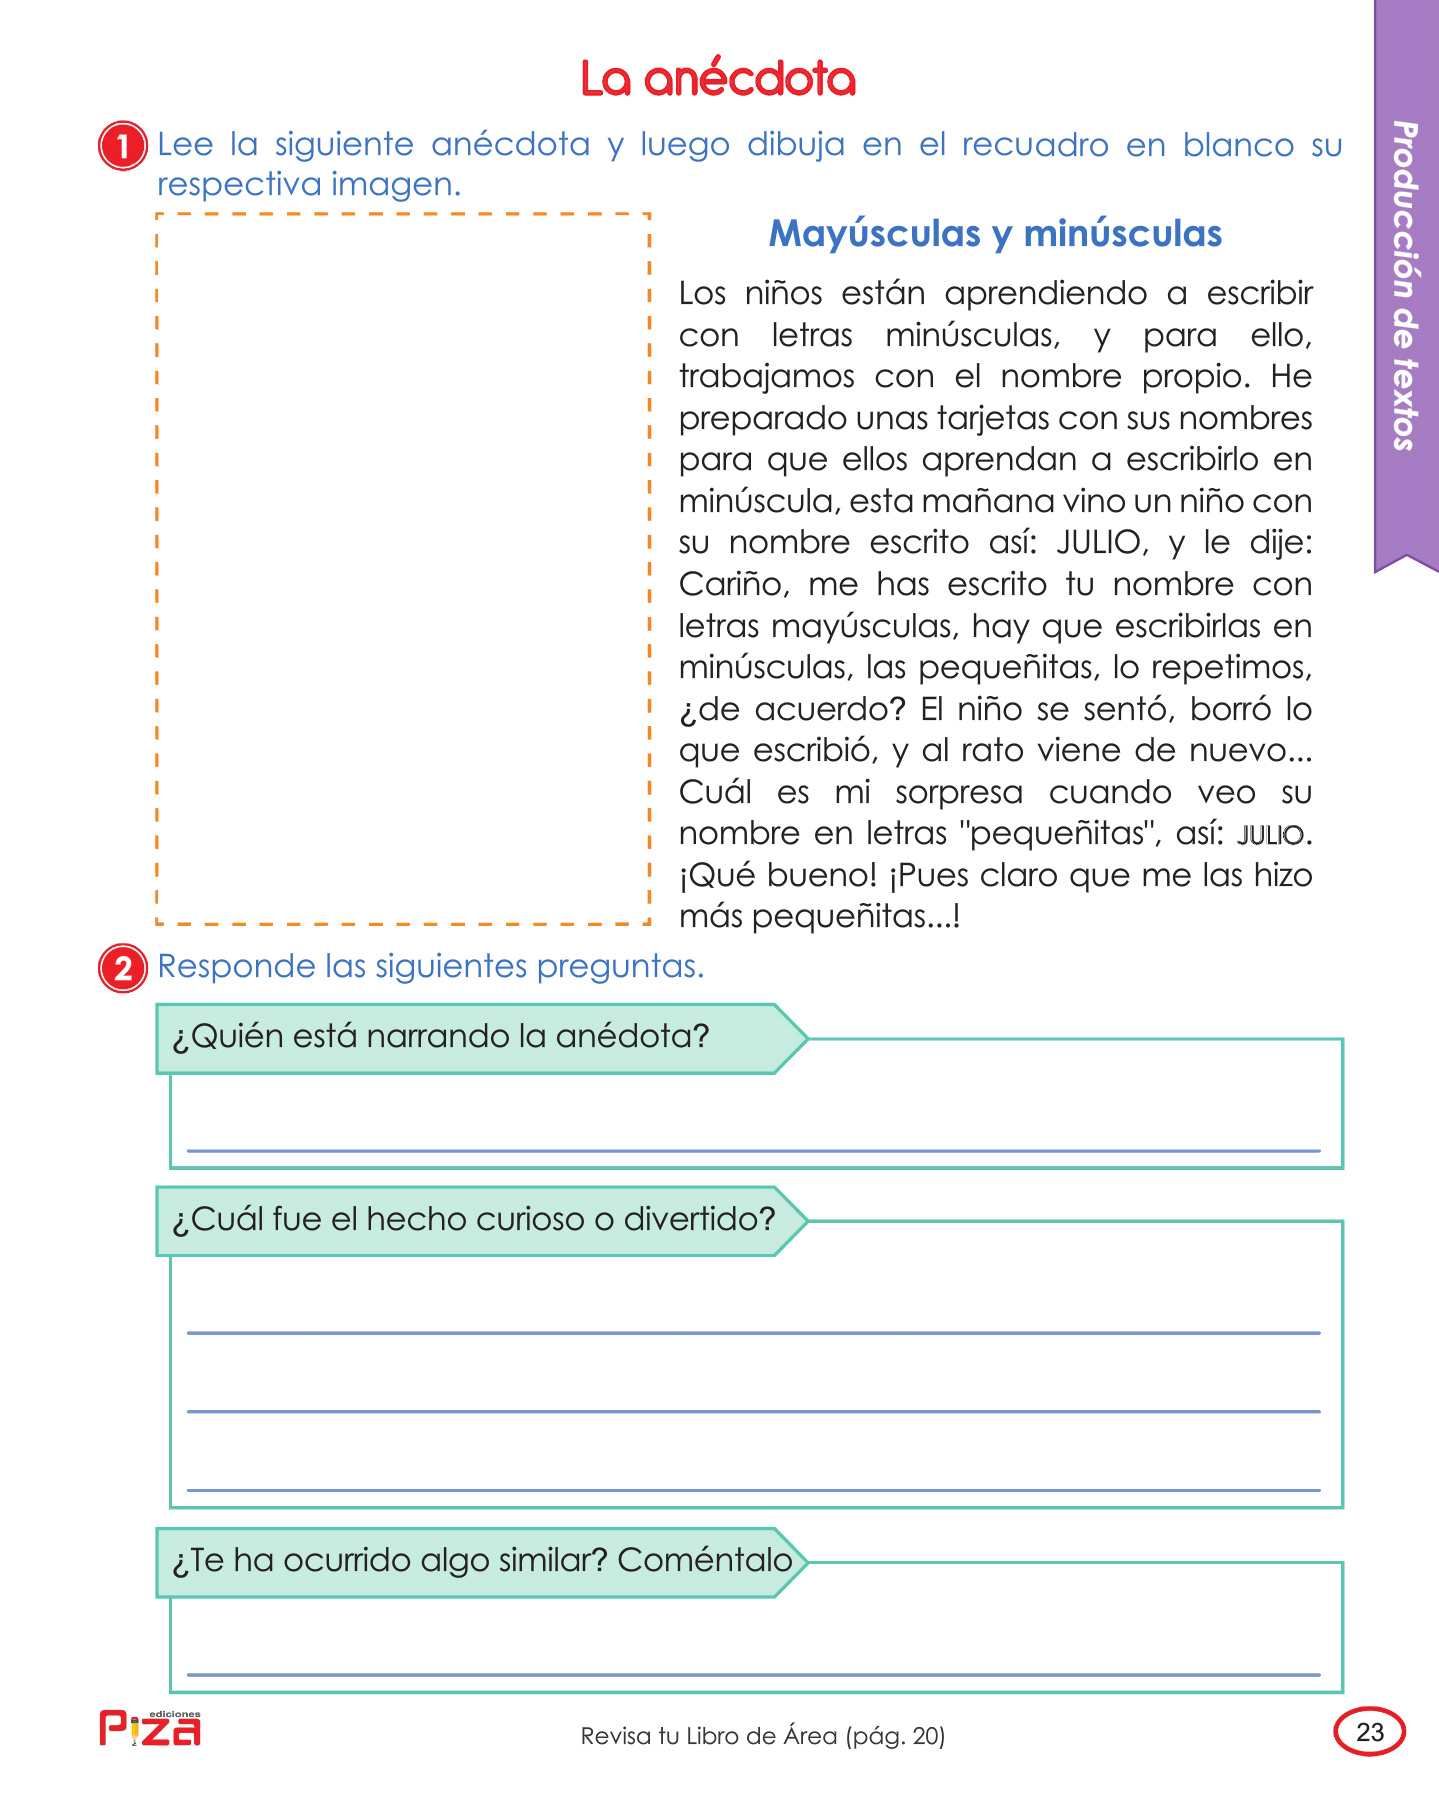 La anécdota
1 Lee la siguiente anécdota y luego dibuja en el recuadro en blanco su
respectiva imagen.
Mayúsculas y minúsculas
Los niños están aprendiendo a escribir
con letras minúsculas, y para ello,
trabajamos con el nombre propio. He
preparado unas tarjetas con sus nombres
para que ellos aprendan a escribirlo en
minúscula, esta mañana vino un niño con
su nombre escrito así: JULIO, y le dije:
Cariño, me has escrito tu nombre con
letras mayúsculas, hay que escribirlas en
minúsculas, las pequeñitas, lo repetimos,
¿de acuerdo? El niño se sentó, borró lo
que escribió, y al rato viene de nuevo...
Cuál es mi sorpresa cuando veo su
nombre en letras "pequeñitas", así: JULIO.
¡Qué bueno! ¡Pues claro que me las hizo
más pequeñitas...!
2 Responde las siguientes preguntas.
¿Quién está narrando la anédota?
¿Cuál fue el hecho curioso o divertido?
¿Te ha ocurrido algo similar? Coméntalo
Producción de textos
ediciones
Piza
Revisa tu Libro de Área (pág. 20)
23